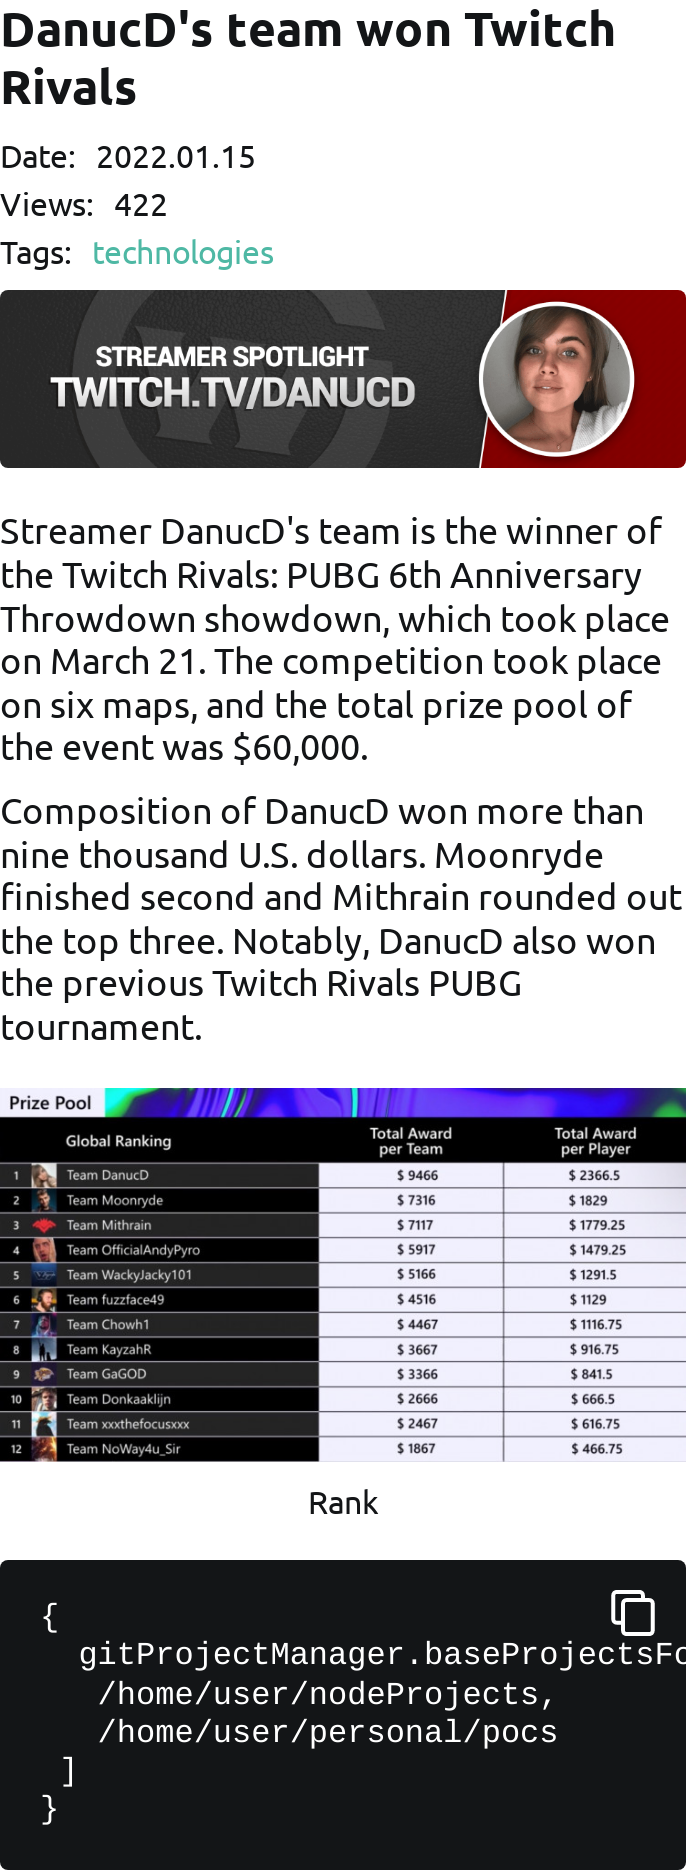 DanucD's team won Twitch
Rivals
Date: 2022.01.15
Views: 422
Tags: technologies
STREAMER SPOTLIGHT
TWITCH.TV/DANUCD
Streamer DanucD's team is the winner of
the Twitch Rivals: PUBG 6th Anniversary
Throwdown showdown, which took place
on March 21. The competition took place
on six maps, and the total prize pool of
the event was $60,000.
Composition of DanucD won more than
nine thousand U.S. dollars. Moonryde
finished second and Mithrain rounded out
the top three. Notably, DanucD also won
the previous Twitch Rivals PUBG
tournament.
Prize Pool
Global Ranking Total Award per Team Total Award per Player
1 Team DanucD $ 9466 $ 2366.5
2 Team Moonryde $ 7316 $ 1829
3 Team Mithrain $ 7117 $ 1779.25
4 Team OfficialAndyPyro $ 5917 $ 1479.25
5 Team WackyJacky101 $ 5166 $ 1291.5
6 Team fuzzface49 $ 4516 $ 1129
7 Team Chowh1 $ 4467 $ 1116.75
8 Team KayzahR $ 3667 $ 916.75
9 Team GaGOD $ 3366 $ 841.5
10 Team Donkaaklijn $ 2666 $ 666.5
11 Team xxxthefocusxxx $ 2467 $ 616.75
12 Team NoWay4u_Sir $ 1867 $ 466.75
Rank
{
gitProjectManager.baseProjectsFo
/home/user/nodeProjects,
/home/user/personal/pocs
]
}